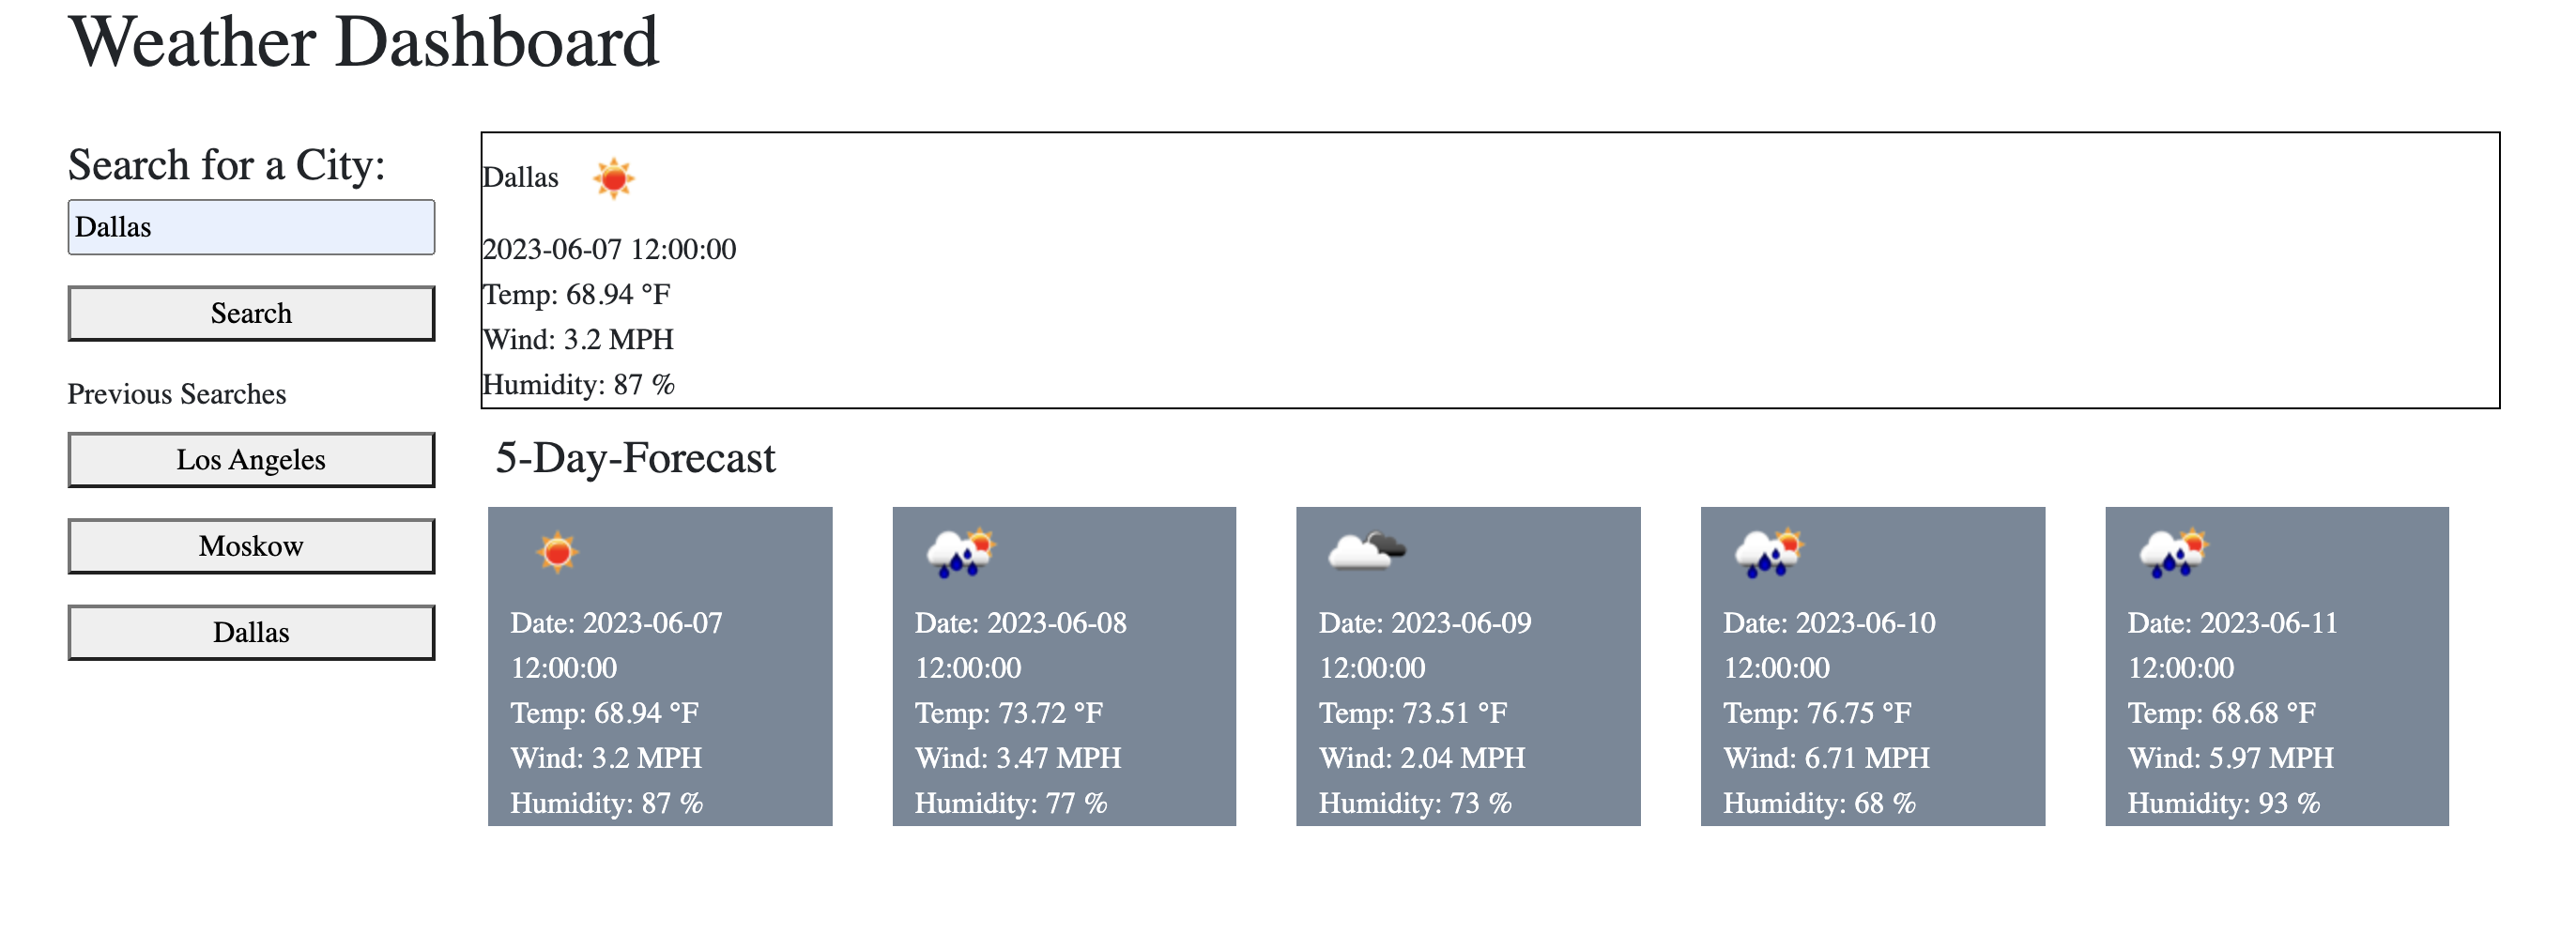 Weather Dashboard
Search for a City:
Dallas
Search
Previous Searches
Los Angeles
Moskow
Dallas
Dallas
2023-06-07 12:00:00
Temp: 68.94 °F
Wind: 3.2 MPH
Humidity: 87 %
5-Day-Forecast
Date: 2023-06-07
12:00:00
Temp: 68.94 °F
Wind: 3.2 MPH
Humidity: 87 %
Date: 2023-06-08
12:00:00
Temp: 73.72 °F
Wind: 3.47 MPH
Humidity: 77 %
Date: 2023-06-09
12:00:00
Temp: 73.51 °F
Wind: 2.04 MPH
Humidity: 73 %
Date: 2023-06-10
12:00:00
Temp: 76.75 °F
Wind: 6.71 MPH
Humidity: 68 %
Date: 2023-06-11
12:00:00
Temp: 68.68 °F
Wind: 5.97 MPH
Humidity: 93 %